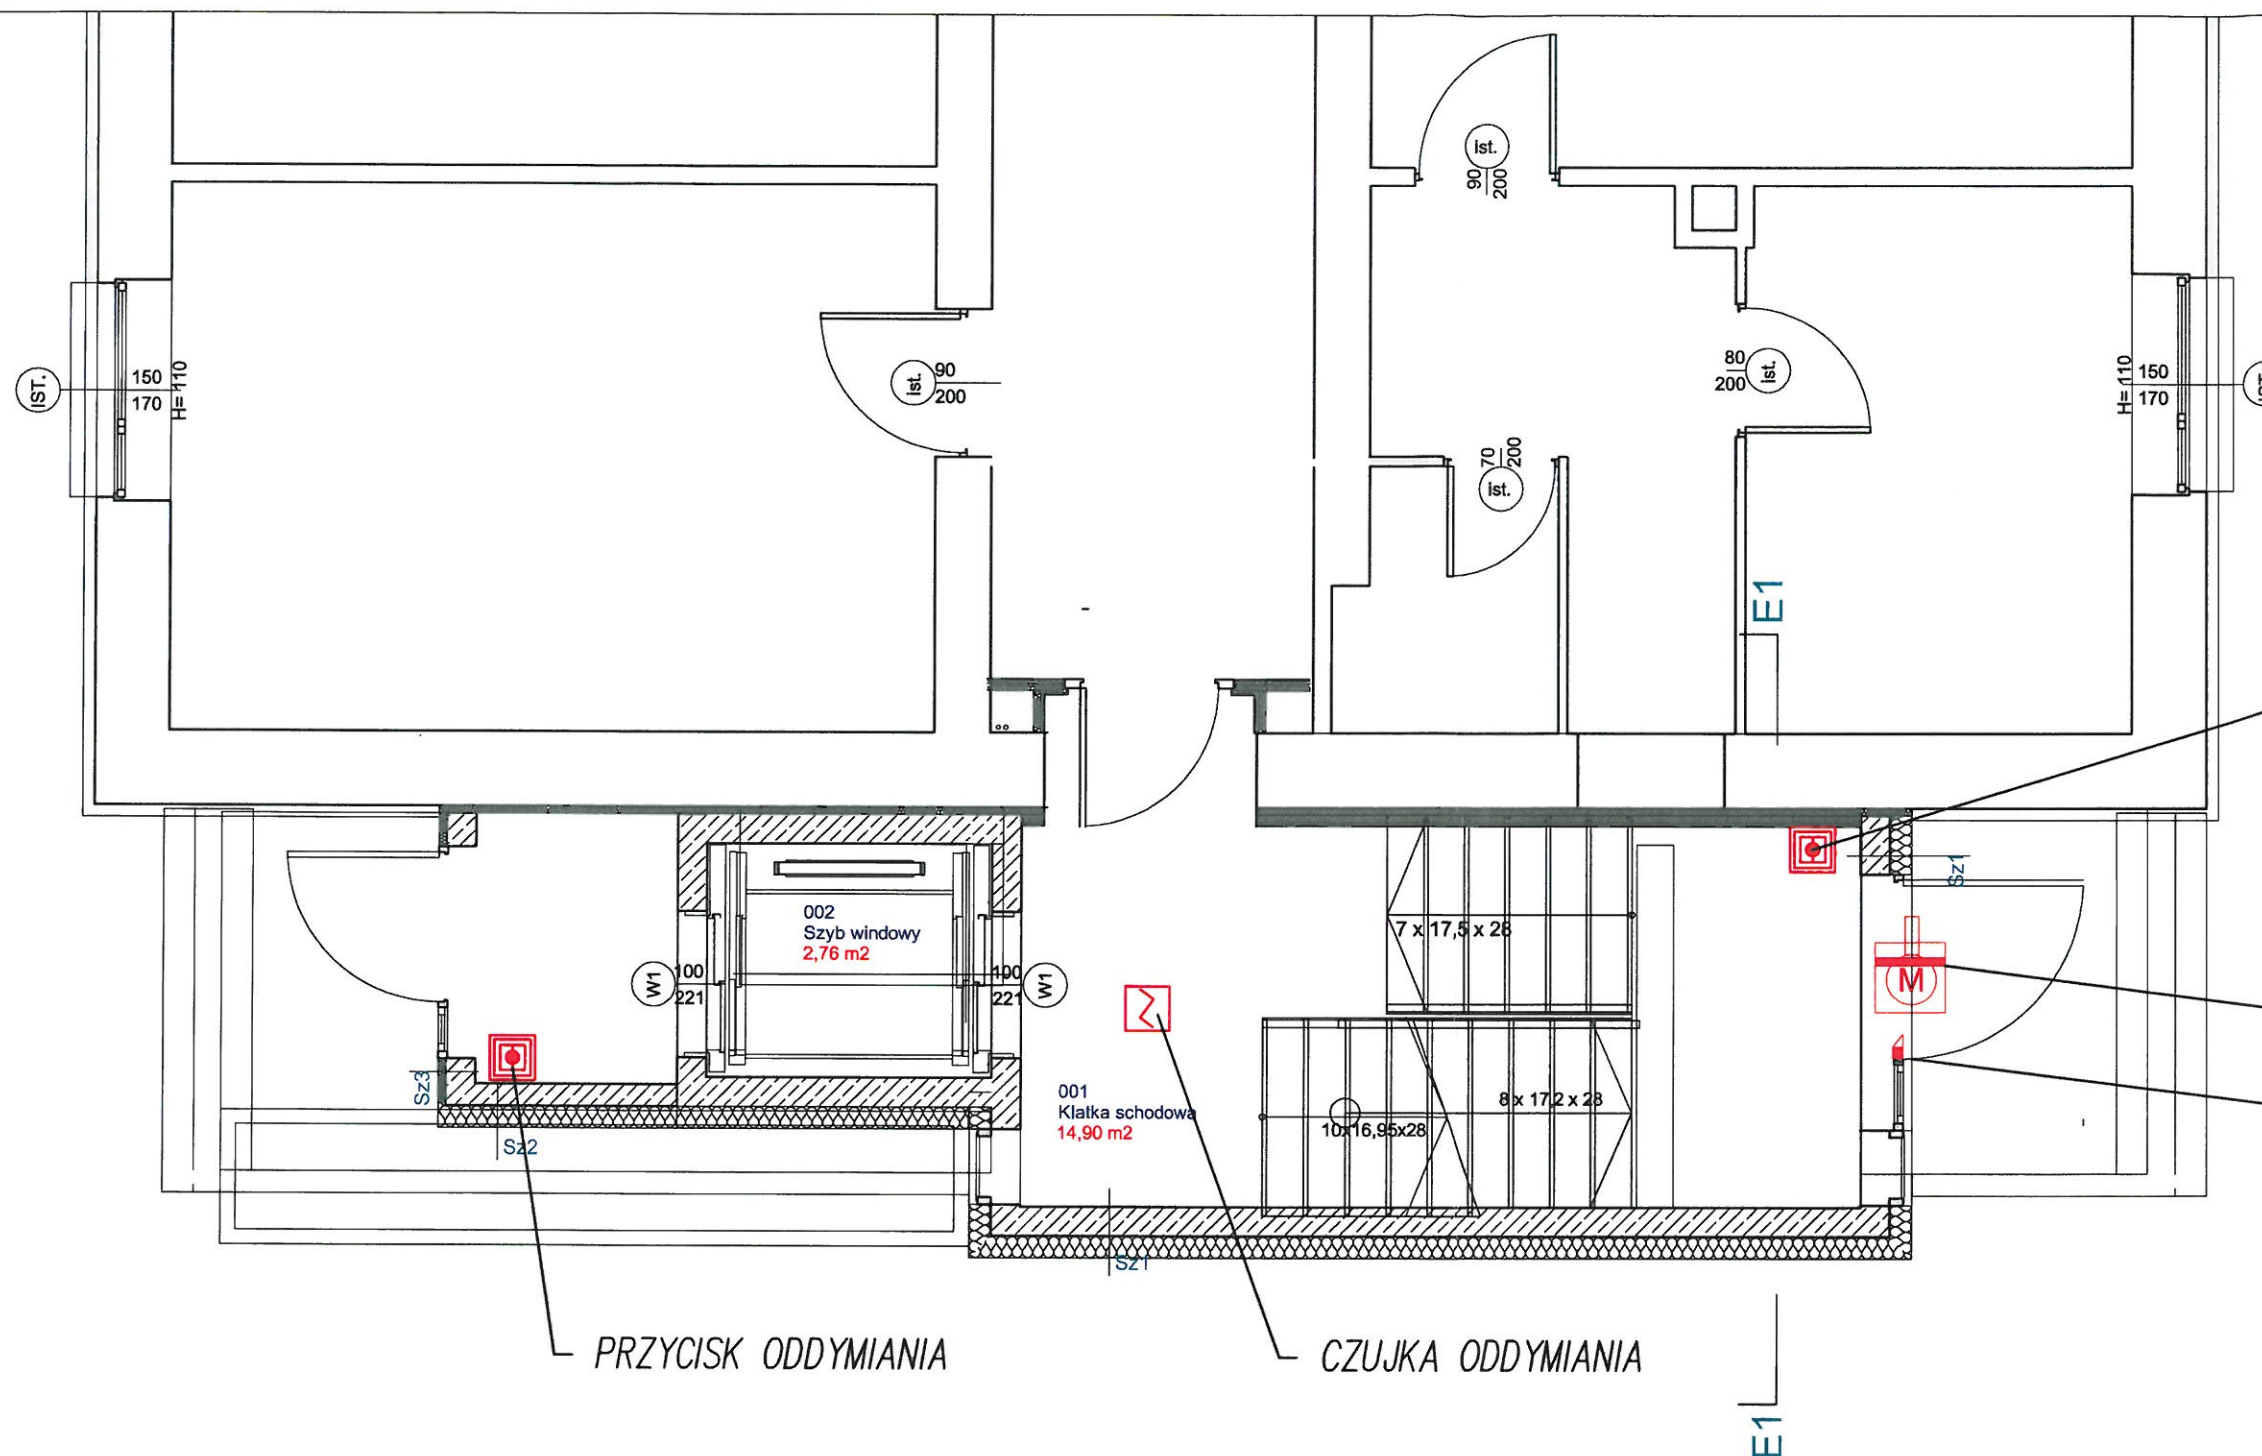 ist.
90
200
IST.
150
170
H= 110
ist.
90
200
80
200
ist.
H= 110
150
170
70
200
ist.
E1
Sz1
002
Szyb windowy
2,76 m2
7 x 17,5 x 28
W1
100
221
100
221
W1
M
Sz3
001
Klatka schodowa
14,90 m2
8 x 17,2 x 28
10x16,95x28
Sz2
Sz1
PRZYCISK ODDYMIANIA
CZUJKA ODDYMIANIA
E1